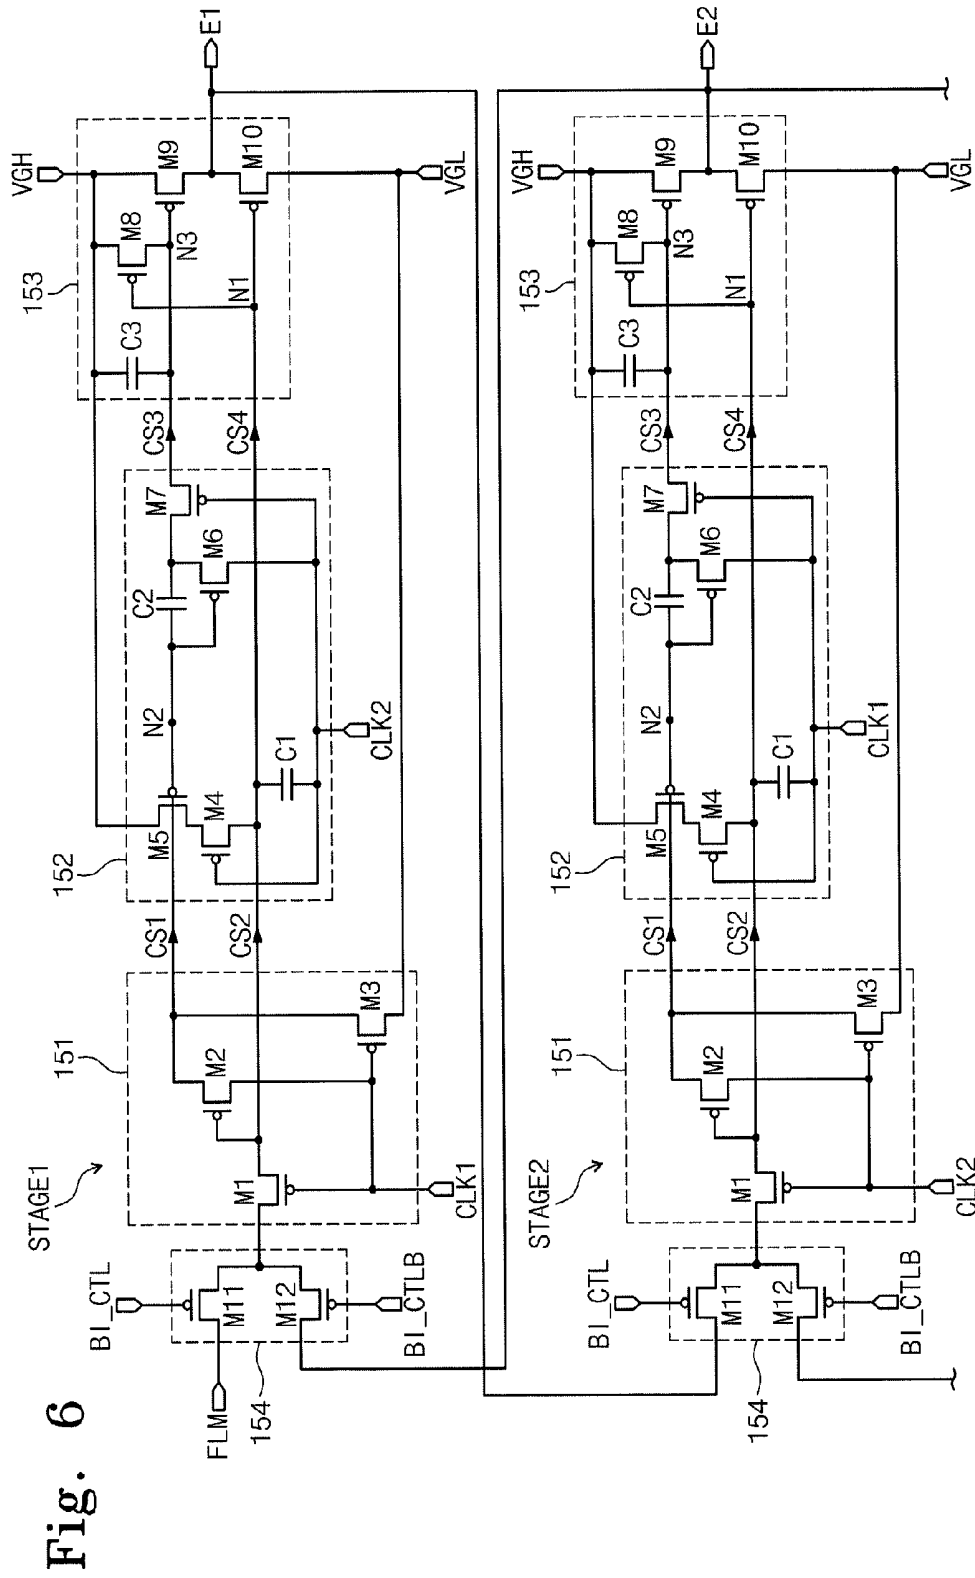 Fig. 6
STAGE1
151
152
153
154
FLM
BI_CTL
BI_CTLB
M11
M12
M1
M2
M3
CLK1
CS1
CS2
M5
M4
N2
C1
C2
M6
M7
CLK2
CS3
CS4
C3
M8
N1
N3
M9
M10
VGH
VGL
E1
STAGE2
151
152
153
154
BI_CTL
BI_CTLB
M11
M12
M1
M2
M3
CLK2
CS1
CS2
M5
M4
N2
C1
C2
M6
M7
CLK1
CS3
CS4
C3
M8
N1
N3
M9
M10
VGH
VGL
E2